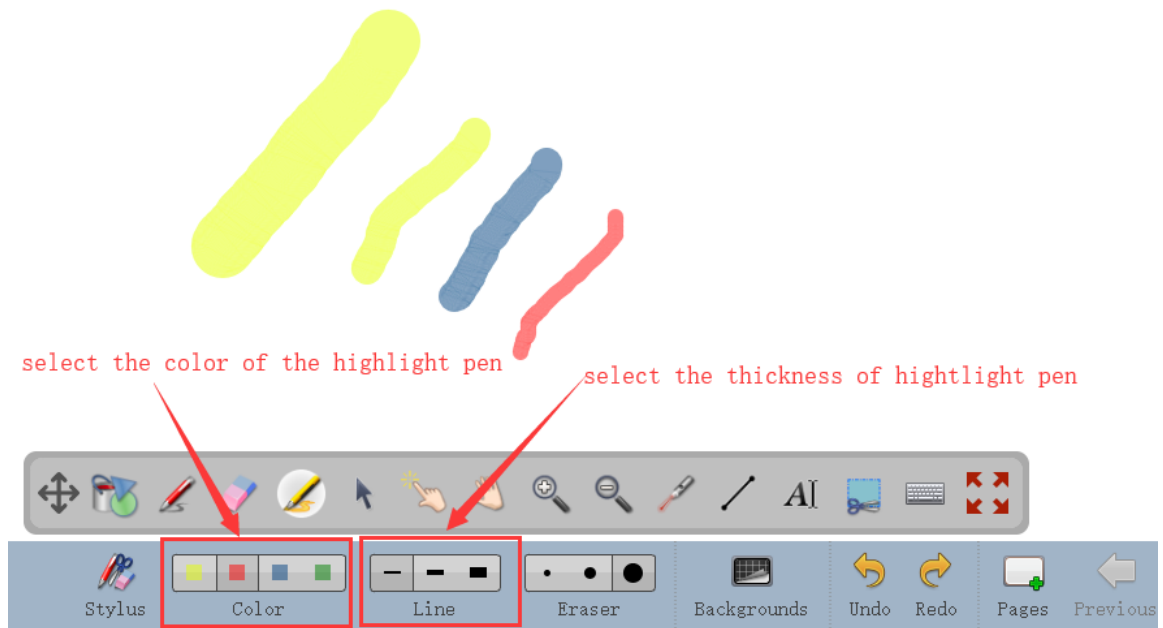 select the color of the highlight pen
select the thickness of hightlight pen
AI
Stylus
Color
Line
Eraser
Backgrounds
Undo
Redo
Pages
Previous